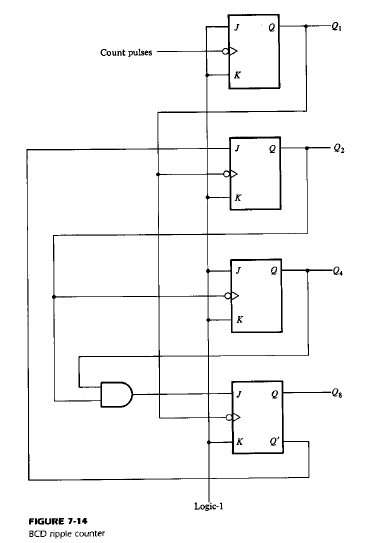 J Q Q1
Count pulses
K
J Q Q2
K
J Q Q4
K
J Q Q8
K Q'
Logic-1
FIGURE 7-14
BCD ripple counter